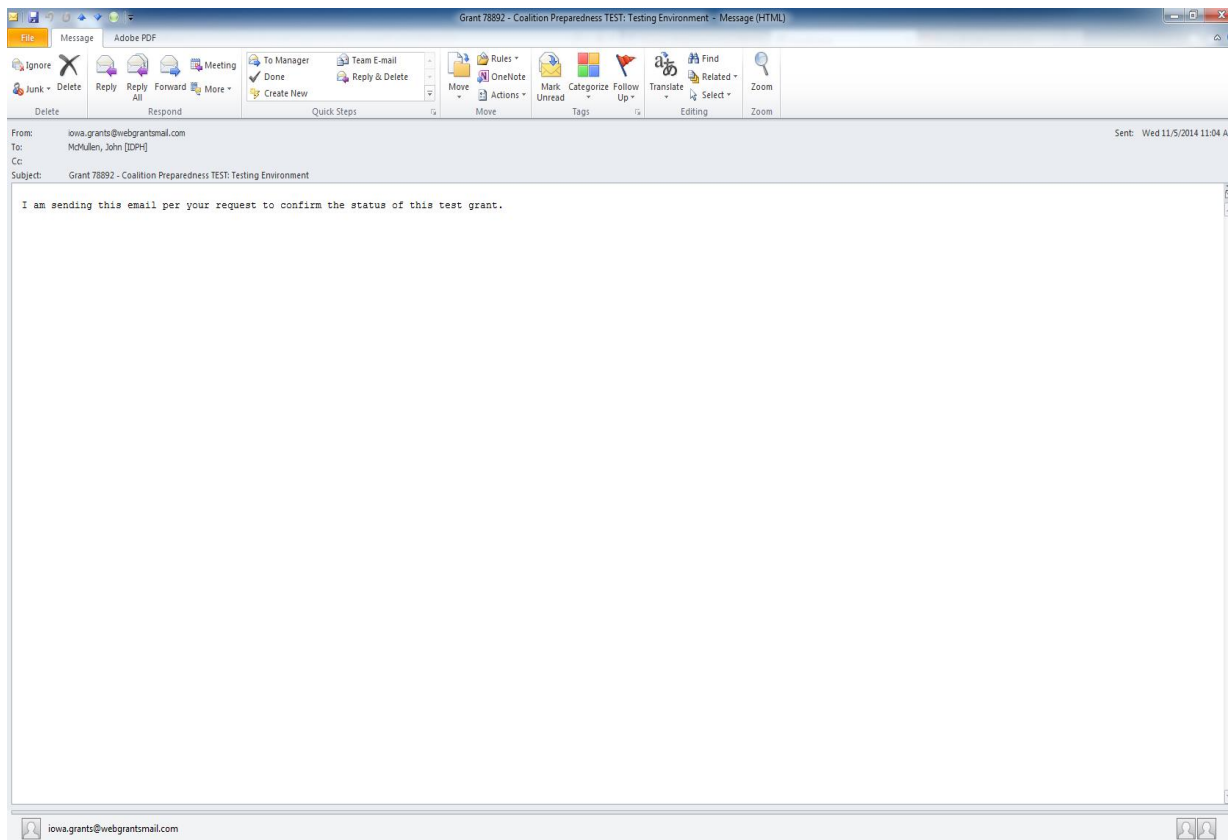 Grant 78892 - Coalition Preparedness TEST: Testing Environment - Message (HTML)
File Message Adobe PDF
Ignore
Junk
Delete
Delete
Reply
Reply All
Forward
Meeting
More
Respond
To Manager
Team E-mail
Done
Reply & Delete
Create New
Quick Steps
Move
Rules
OneNote
Actions
Move
Mark Unread
Categorize
Follow Up
Tags
Translate
Find
Related
Select
Editing
Zoom
Zoom
From: iowa.grants@webgrantsmail.com
Sent: Wed 11/5/2014 11:04 A
To: McMullen, John [IDPH]
Cc:
Subject: Grant 78892 - Coalition Preparedness TEST: Testing Environment
I am sending this email per your request to confirm the status of this test grant.
iowa.grants@webgrantsmail.com